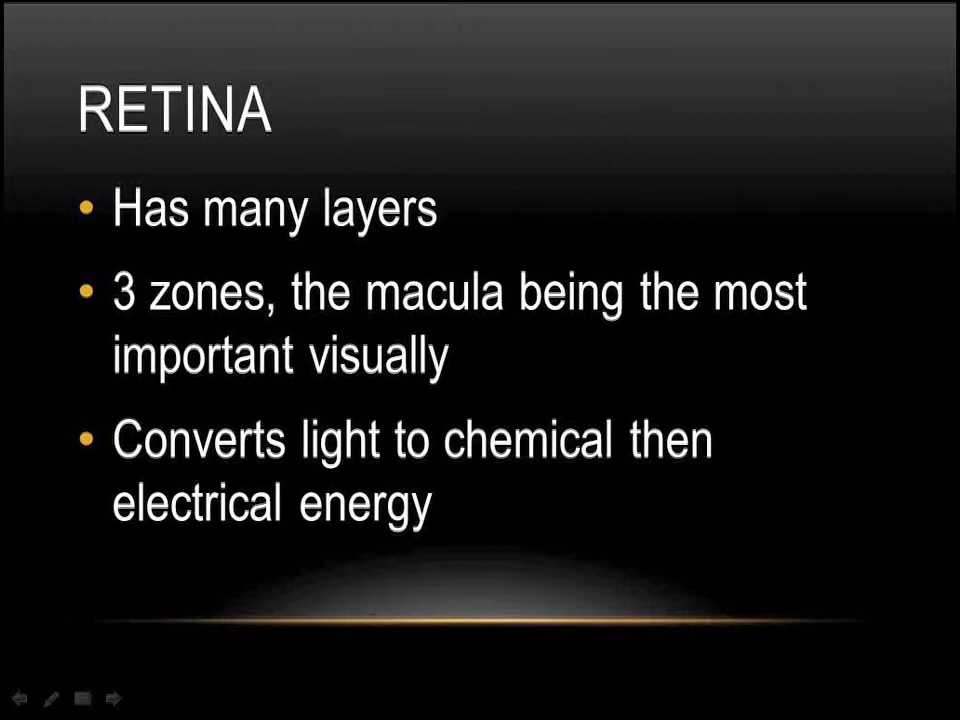 RETINA
• Has many layers
• 3 zones, the macula being the most
important visually
• Converts light to chemical then
electrical energy